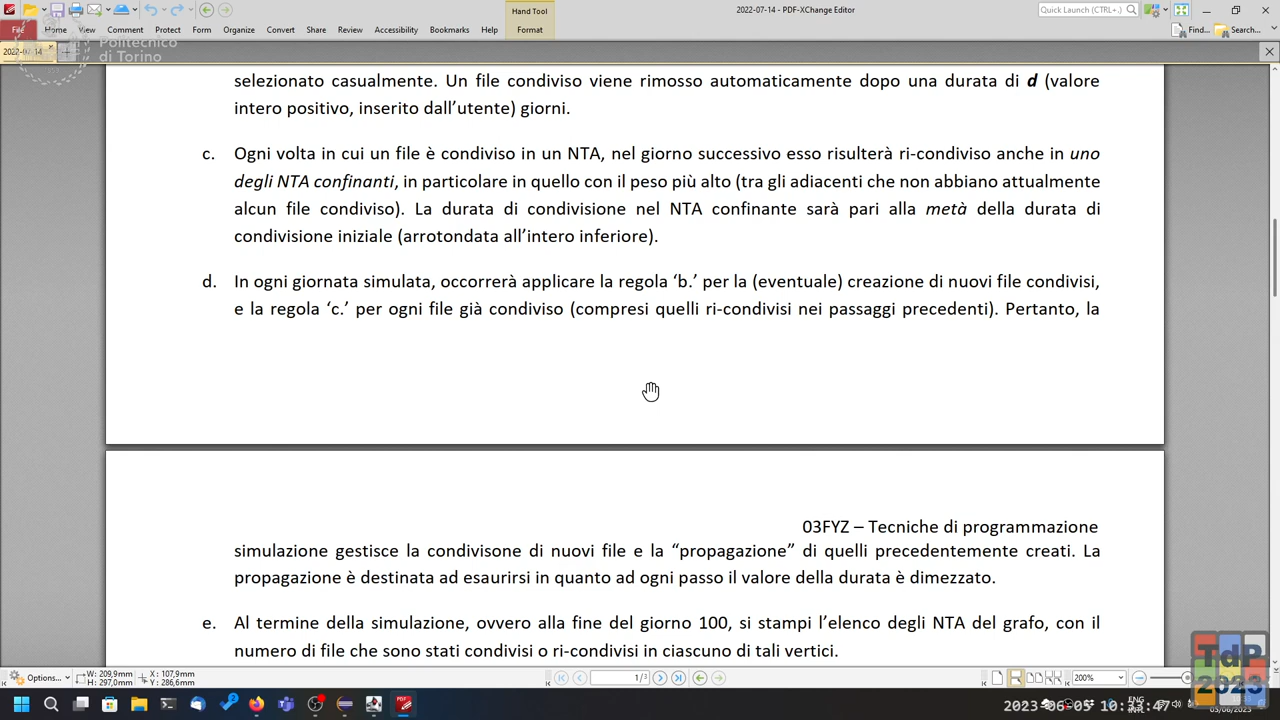 Hand Tool
2022-07-14 - PDF-XChange Editor
Quick Launch (CTRL+.)
File
Home
View
Comment
Protect
Form
Organize
Convert
Share
Review
Accessibility
Bookmarks
Help
Format
Find...
Search...
Politecnico
di Torino
2022-07-14
selezionato casualmente. Un file condiviso viene rimosso automaticamente dopo una durata di d (valore
intero positivo, inserito dall'utente) giorni.
c. Ogni volta in cui un file è condiviso in un NTA, nel giorno successivo esso risulterà ri-condiviso anche in uno
degli NTA confinanti, in particolare in quello con il peso più alto (tra gli adiacenti che non abbiano attualmente
alcun file condiviso). La durata di condivisione nel NTA confinante sarà pari alla metà della durata di
condivisione iniziale (arrotondata all'intero inferiore).
d. In ogni giornata simulata, occorrerà applicare la regola 'b.' per la (eventuale) creazione di nuovi file condivisi,
e la regola 'c.' per ogni file già condiviso (compresi quelli ri-condivisi nei passaggi precedenti). Pertanto, la
03FYZ – Tecniche di programmazione
simulazione gestisce la condivisone di nuovi file e la "propagazione" di quelli precedentemente creati. La
propagazione è destinata ad esaurirsi in quanto ad ogni passo il valore della durata è dimezzato.
e. Al termine della simulazione, ovvero alla fine del giorno 100, si stampi l'elenco degli NTA del grafo, con il
numero di file che sono stati condivisi o ri-condivisi in ciascuno di tali vertici.
Options...
W: 209,9mm
H: 297,0mm
X: 107,9mm
Y: 286,6mm
1/3
200%
TdP
2023
ENG
2023-06-05 10:33:47